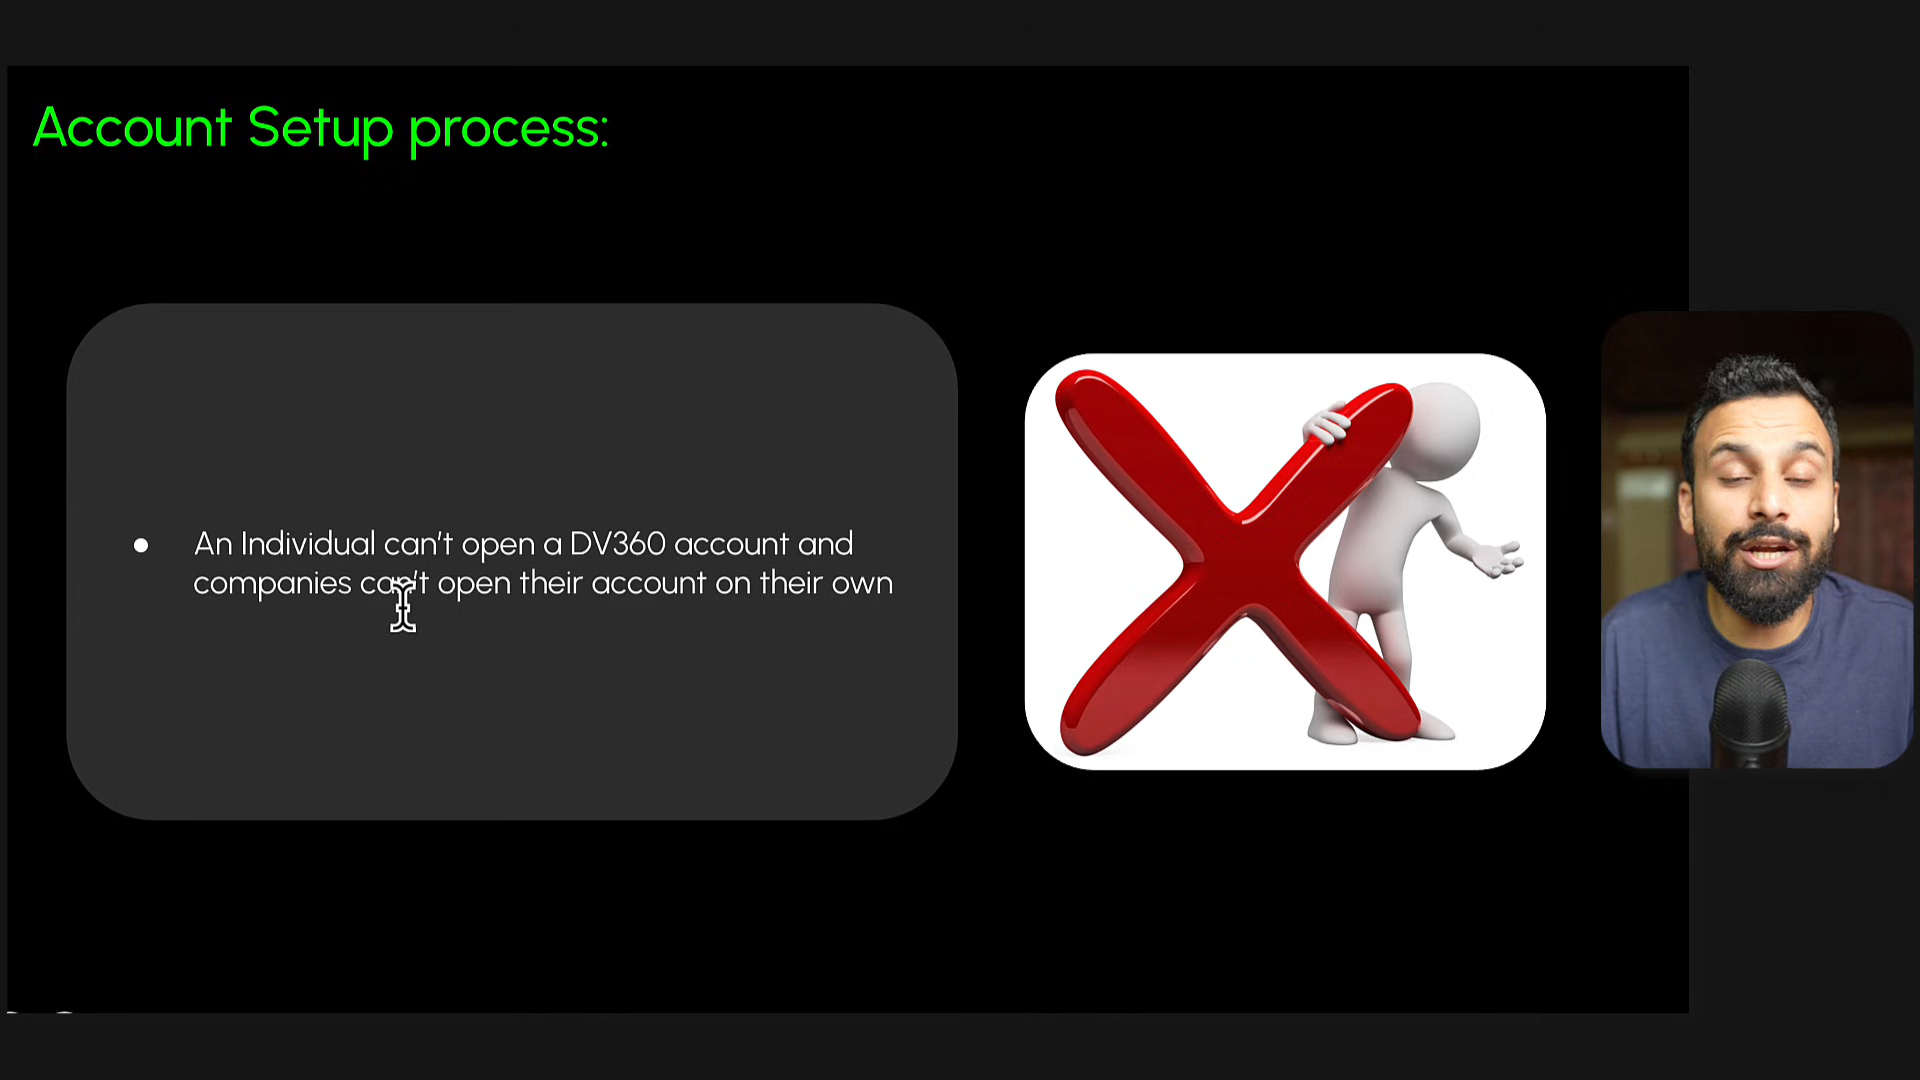 Account Setup process:
● An Individual can't open a DV360 account and
companies can't open their account on their own